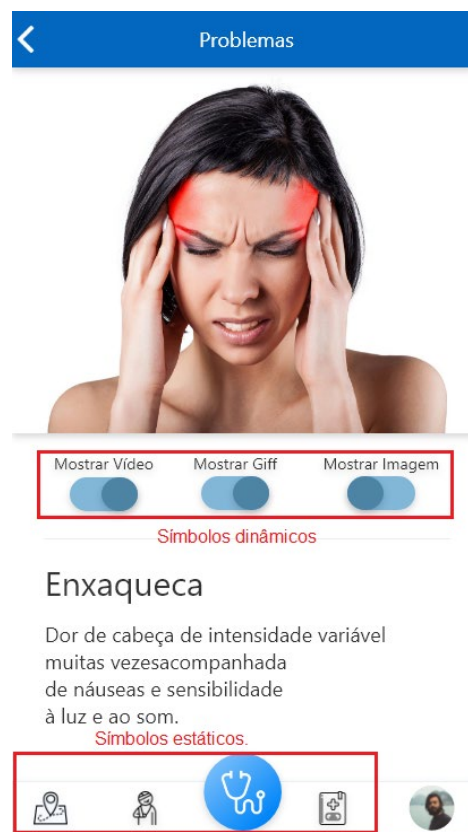 Problemas
Mostrar Vídeo Mostrar Giff Mostrar Imagem
Símbolos dinâmicos
Enxaqueca
Dor de cabeça de intensidade variável
muitas vezesacompanhada
de náuseas e sensibilidade
à luz e ao som.
Símbolos estáticos.